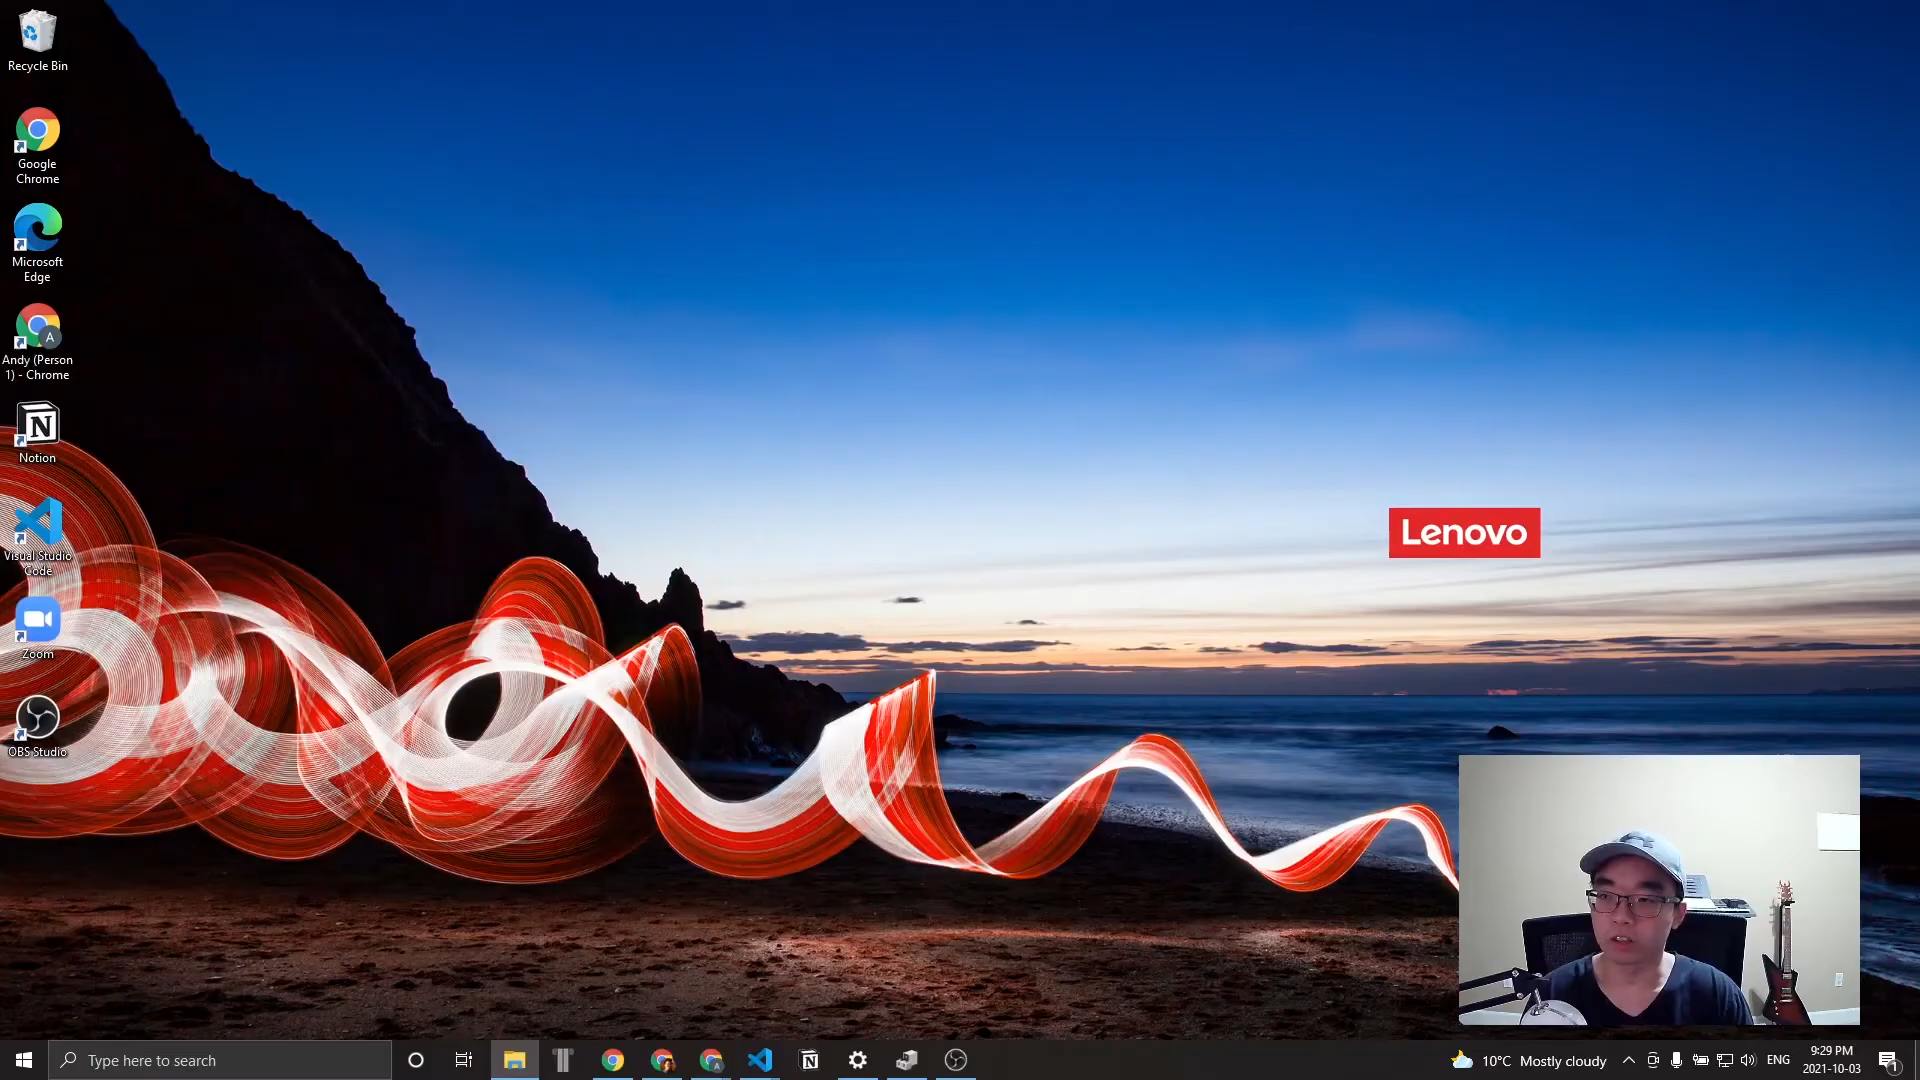 Recycle Bin
Google
Chrome
Microsoft
Edge
A
Andy (Person
1) - Chrome
N
Notion
Visual Studio
Code
Zoom
OBS Studio
Lenovo
Type here to search
A
N
10°C Mostly cloudy
ENG
9:29 PM
2021-10-03
1